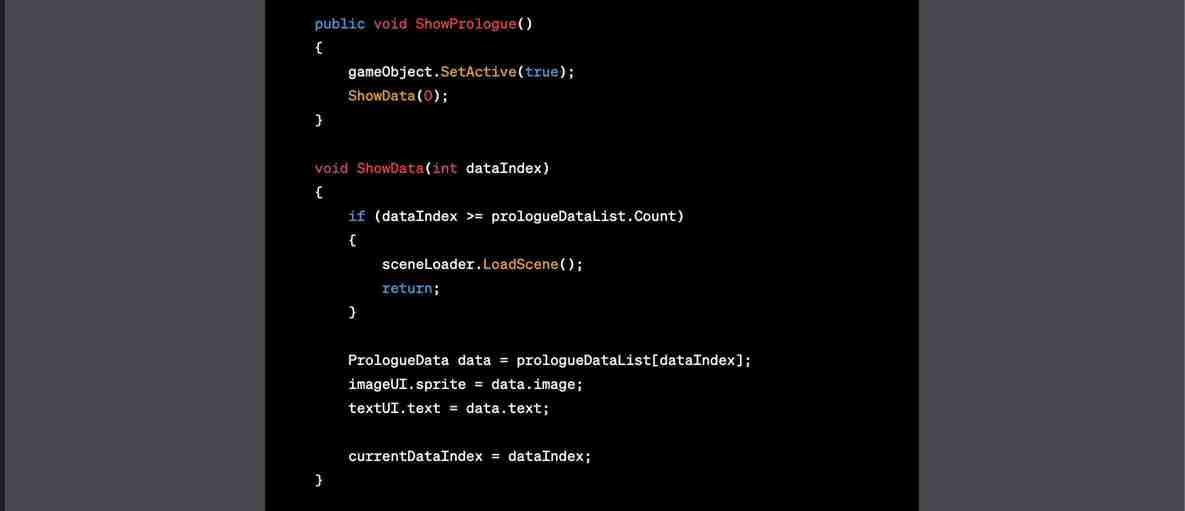 public void ShowPrologue()
{
    gameObject.SetActive(true);
    ShowData(0);
}

void ShowData(int dataIndex)
{
    if (dataIndex >= prologueDataList.Count)
    {
        sceneLoader.LoadScene();
        return;
    }

    PrologueData data = prologueDataList[dataIndex];
    imageUI.sprite = data.image;
    textUI.text = data.text;

    currentDataIndex = dataIndex;
}